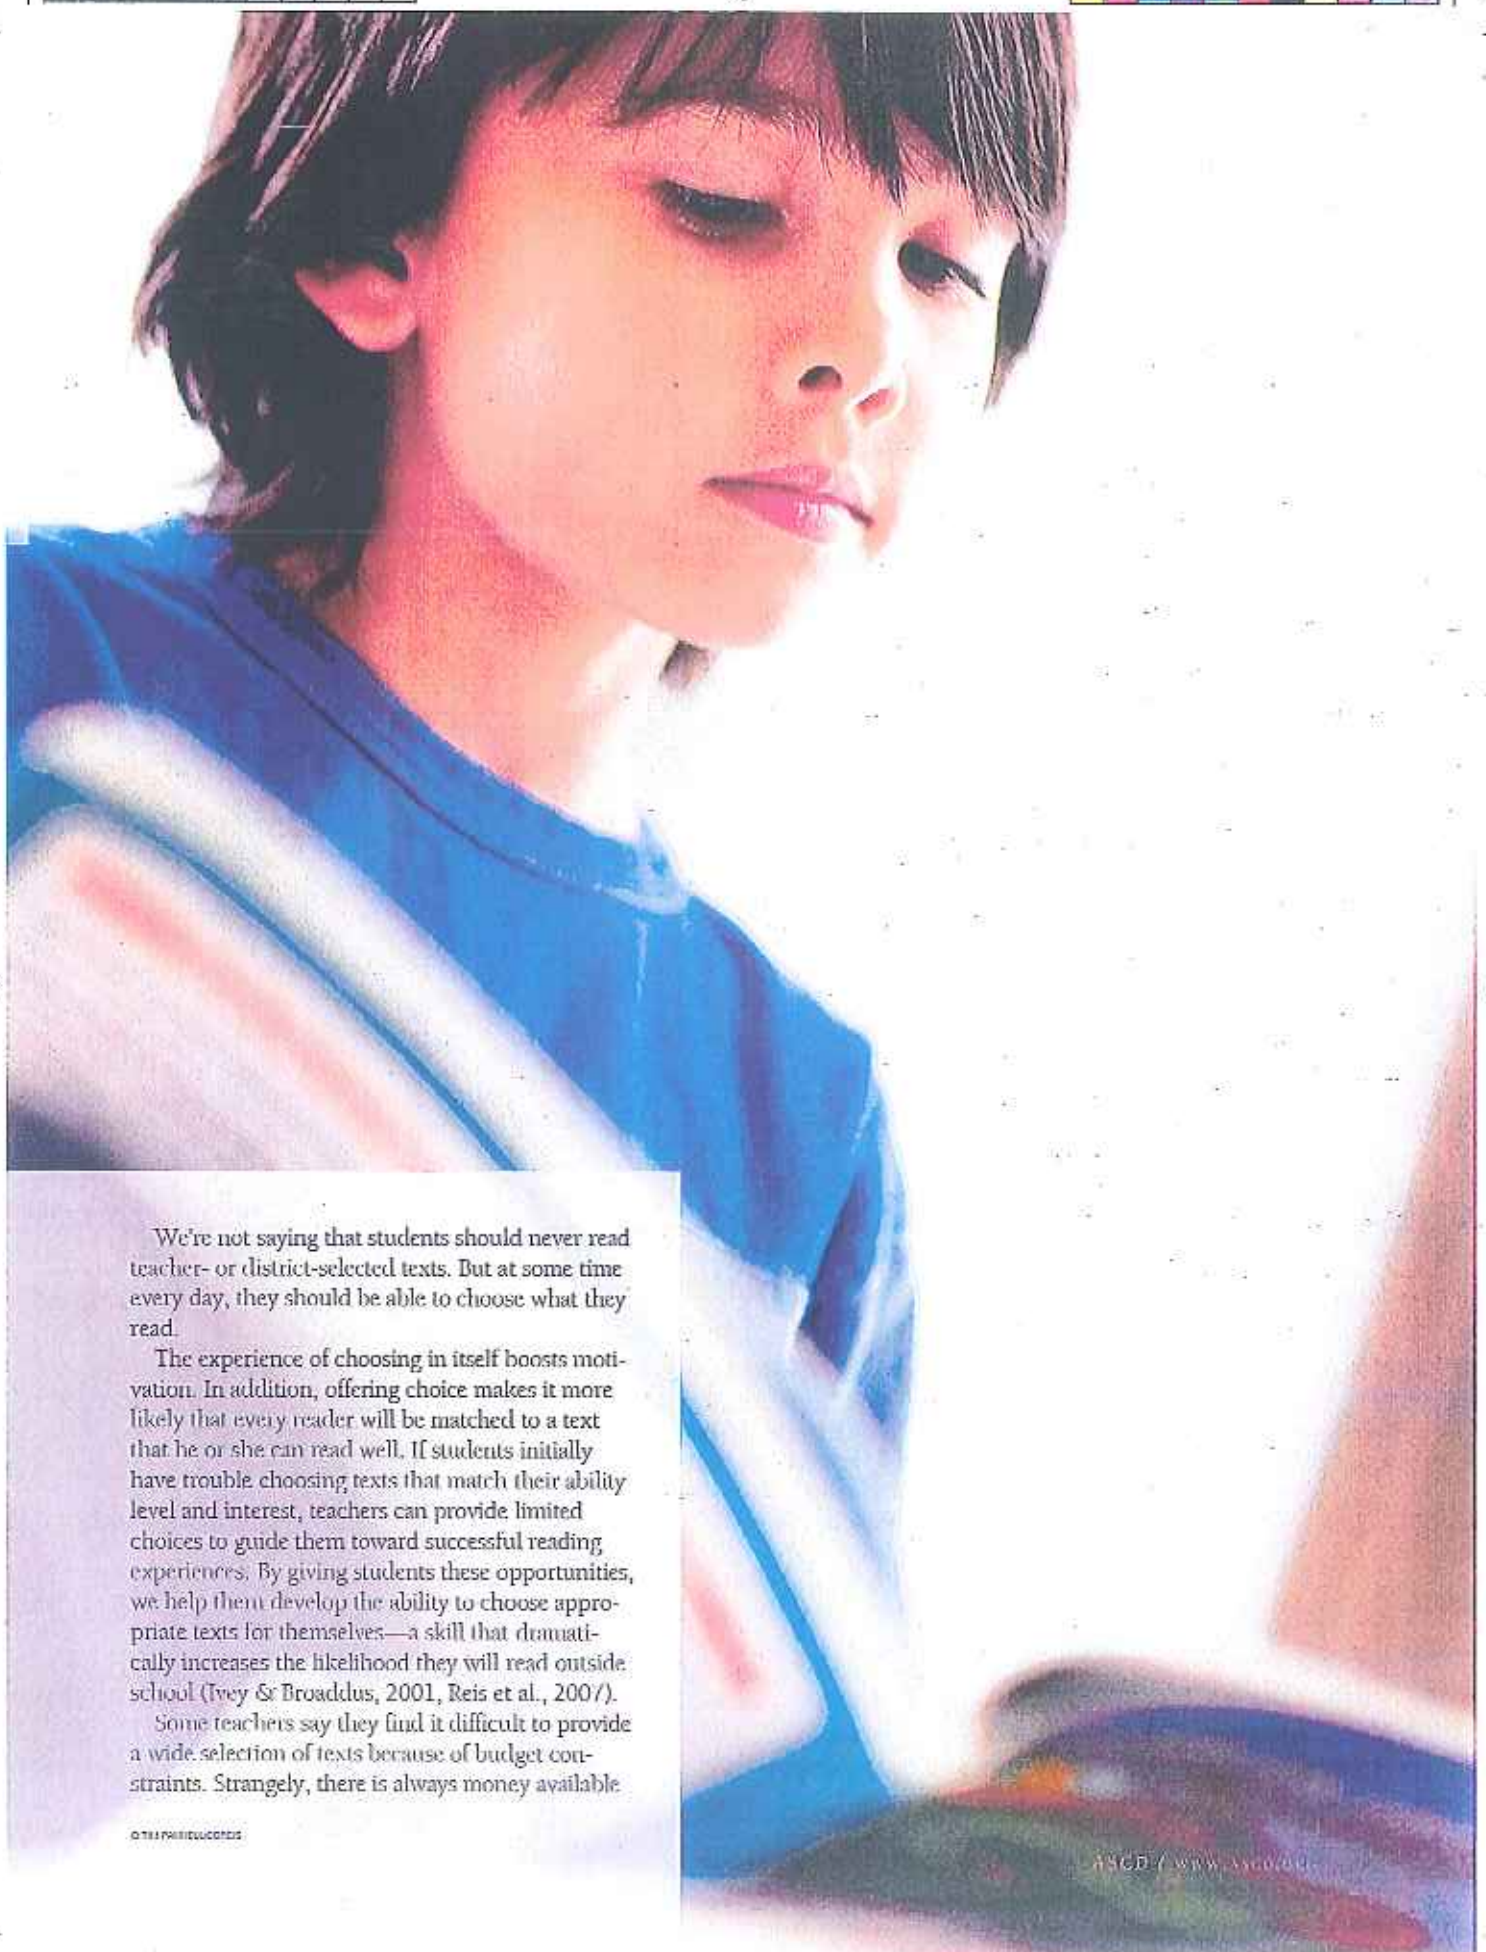 We're not saying that students should never read
teacher- or district-selected texts. But at some time
every day, they should be able to choose what they
read.
The experience of choosing in itself boosts moti-
vation. In addition, offering choice makes it more
likely that every reader will be matched to a text
that he or she can read well. If students initially
have trouble choosing texts that match their ability
level and interest, teachers can provide limited
choices to guide them toward successful reading
experiences. By giving students these opportunities,
we help them develop the ability to choose appro-
priate texts for themselves—a skill that dramati-
cally increases the likelihood they will read outside
school (Ivey & Broaddus, 2001, Reis et al., 2007).
Some teachers say they find it difficult to provide
a wide selection of texts because of budget con-
straints. Strangely, there is always money available
ASCD / www.ascd.org